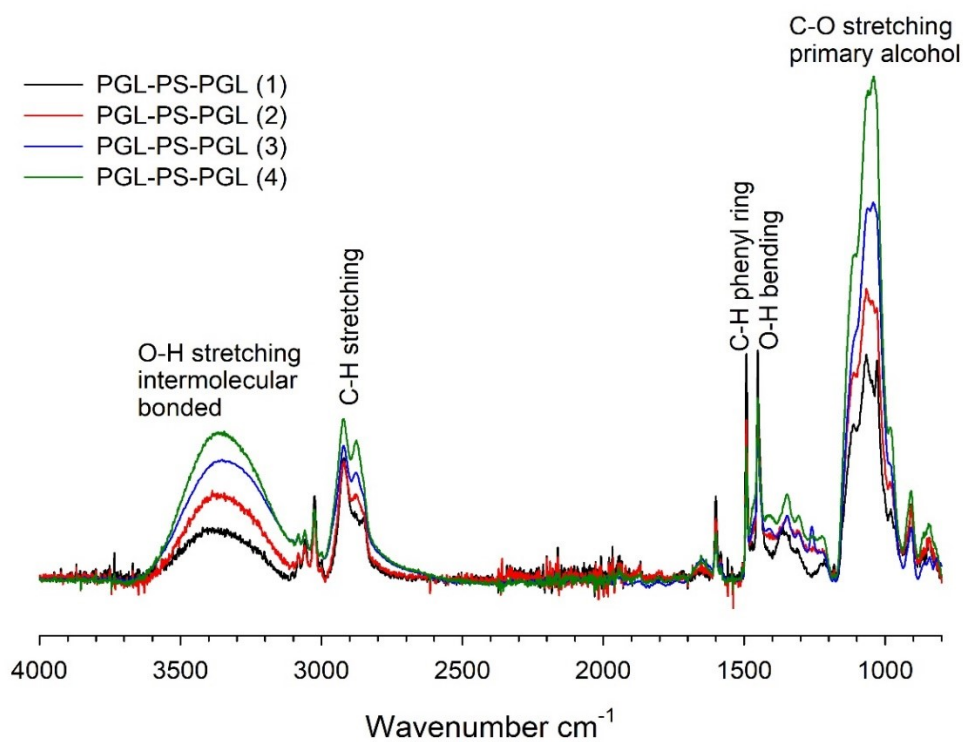 C-O stretching
primary alcohol
PGL-PS-PGL (1)
PGL-PS-PGL (2)
PGL-PS-PGL (3)
PGL-PS-PGL (4)
C-H phenyl ring
O-H bending
C-H stretching
O-H stretching
intermolecular
bonded
4000 3500 3000 2500 2000 1500 1000
Wavenumber cm⁻¹